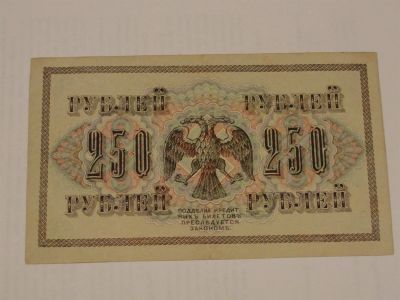 РУБЛЕЙ РУБЛЕЙ
250 250
РУБЛЕЙ РУБЛЕЙ
ПОДДѢЛКА КРЕДИТ
НЫХЪ БИЛЕТОВЪ
ПРЕСЛѢДУЕТСЯ
ЗАКОНОМЪ.